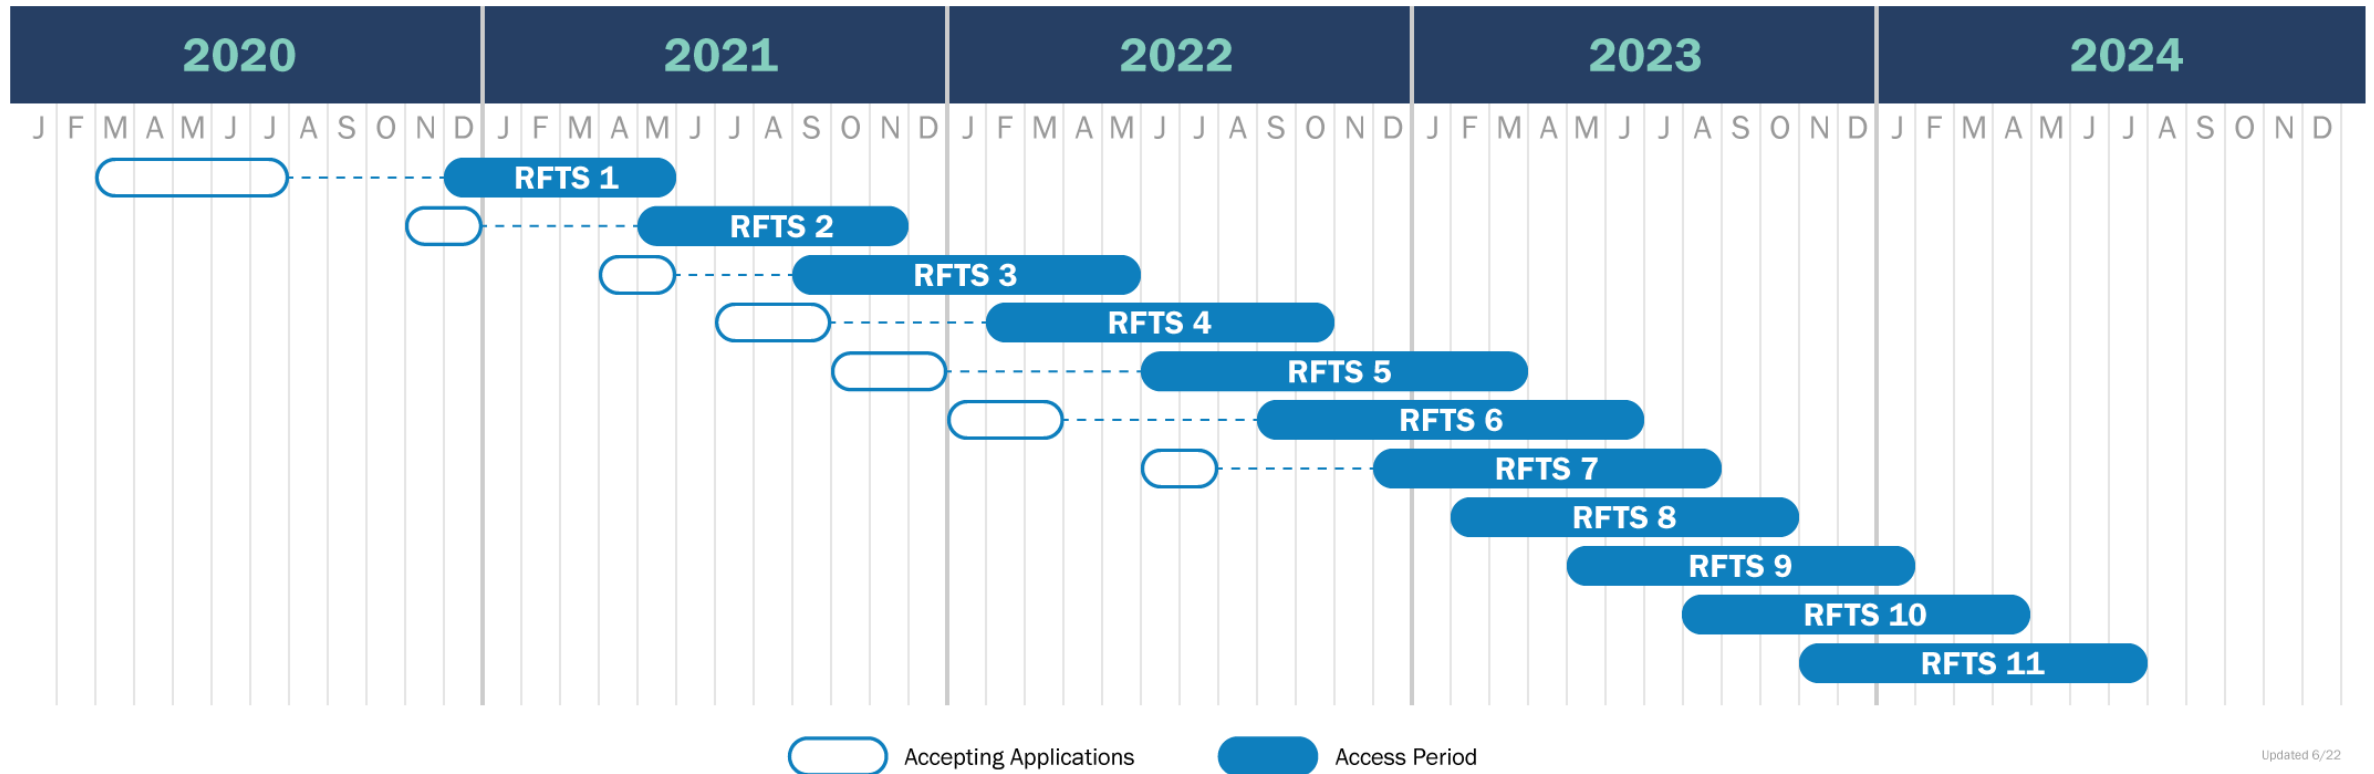 2020 2021 2022 2023 2024
J F M A M J J A S O N D J F M A M J J A S O N D J F M A M J J A S O N D J F M A M J J A S O N D J F M A M J J A S O N D
RFTS 1
RFTS 2
RFTS 3
RFTS 4
RFTS 5
RFTS 6
RFTS 7
RFTS 8
RFTS 9
RFTS 10
RFTS 11
Accepting Applications Access Period
Updated 6/22